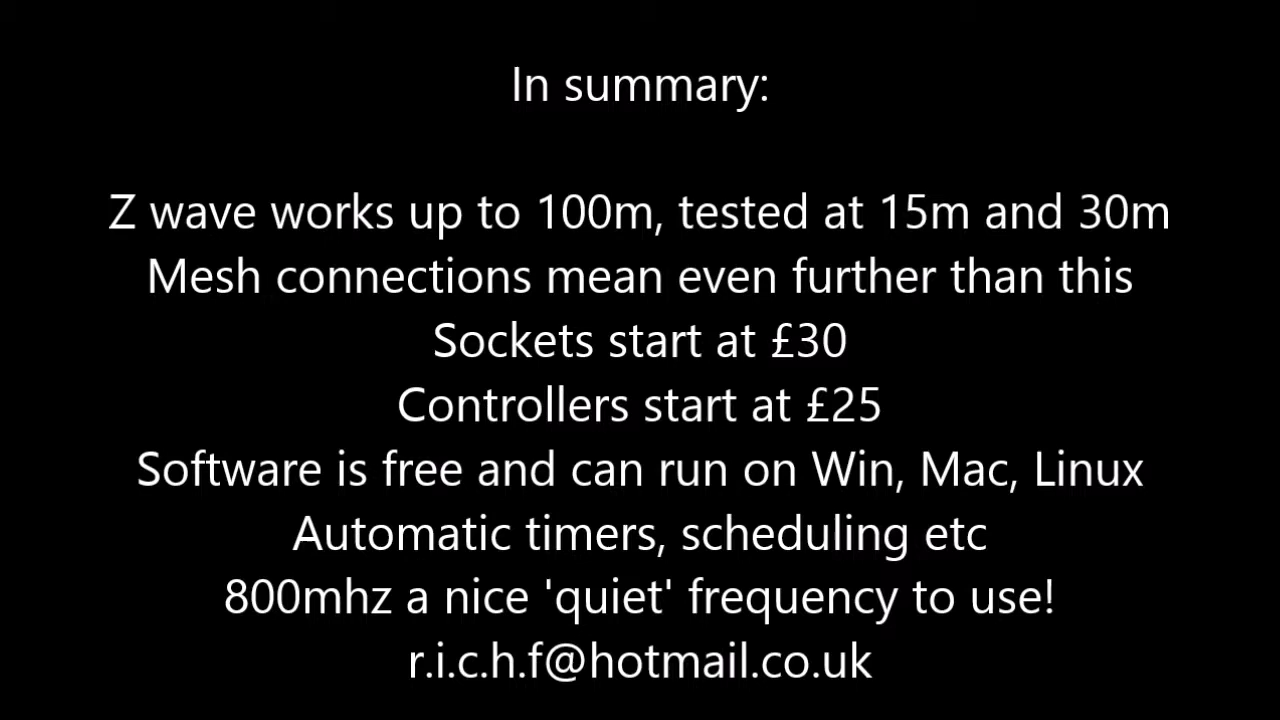 In summary:
Z wave works up to 100m, tested at 15m and 30m
Mesh connections mean even further than this
Sockets start at £30
Controllers start at £25
Software is free and can run on Win, Mac, Linux
Automatic timers, scheduling etc
800mhz a nice 'quiet' frequency to use!
r.i.c.h.f@hotmail.co.uk